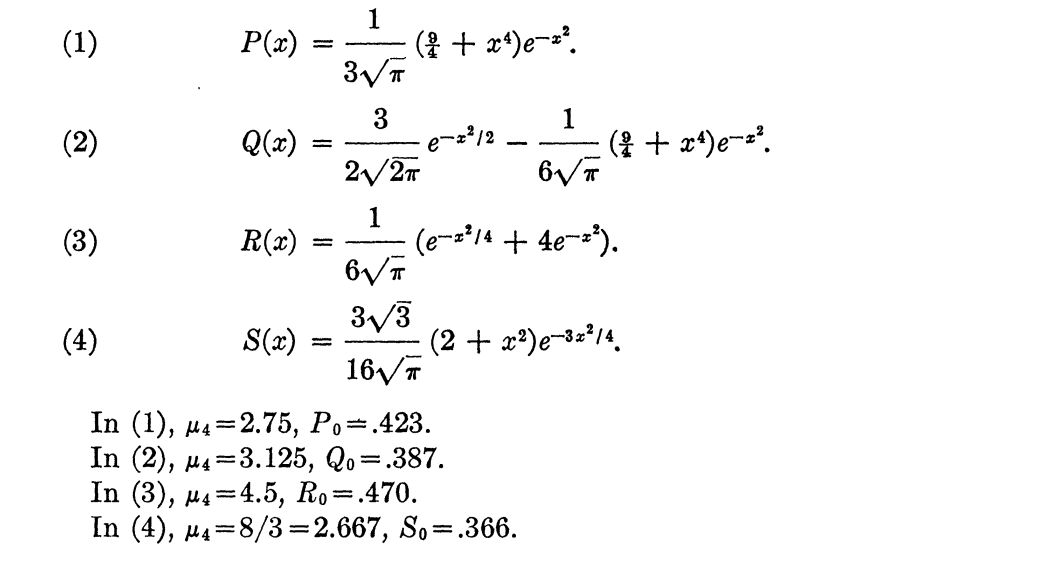 (1) P(x) = 1/(3√π) (9/4 + x⁴)e^{-x²}.
(2) Q(x) = 3/(2√2π) e^{-x²/2} − 1/(6√π) (9/4 + x⁴)e^{-x²}.
(3) R(x) = 1/(6√π) (e^{-x²/4} + 4e^{-x²}).
(4) S(x) = 3√3/(16√π) (2 + x²)e^{-3x²/4}.
In (1), μ₄=2.75, P₀=.423.
In (2), μ₄=3.125, Q₀=.387.
In (3), μ₄=4.5, R₀=.470.
In (4), μ₄=8/3=2.667, S₀=.366.